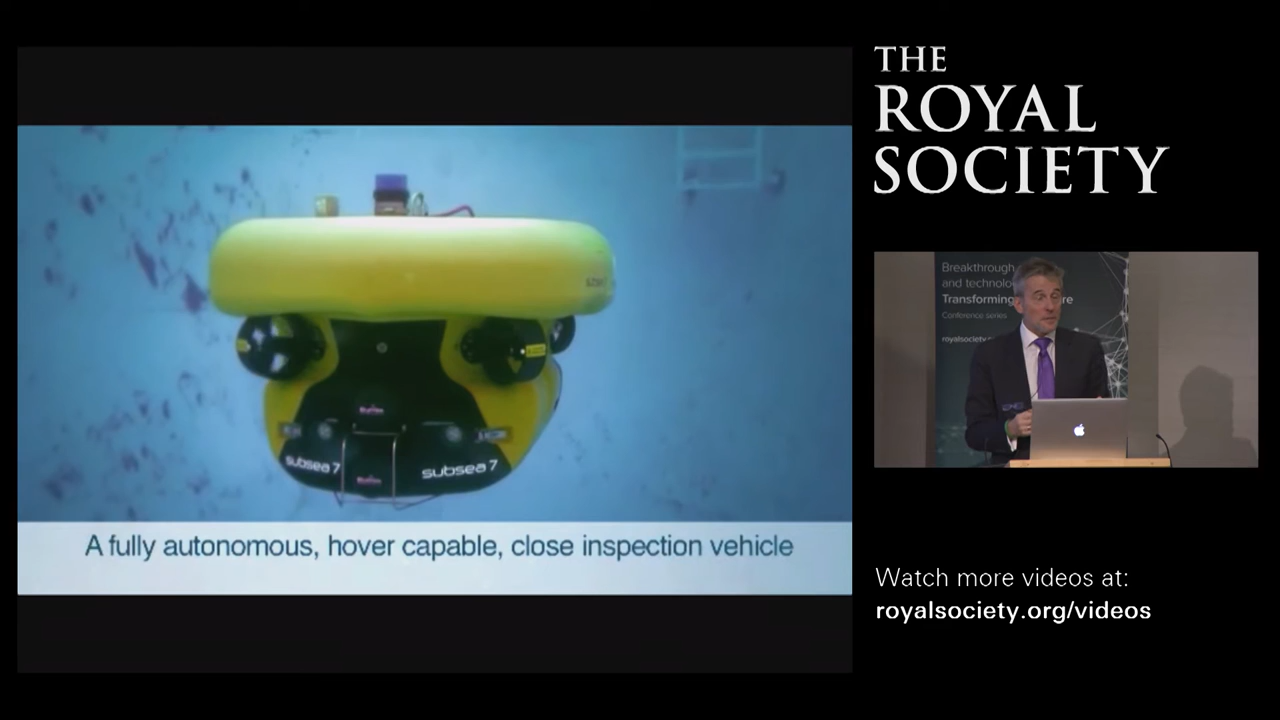 subsea 7
subsea 7
A fully autonomous, hover capable, close inspection vehicle
THE
ROYAL
SOCIETY
Breakthrough
and technolo
Transforming
re
Conference series
Watch more videos at:
royalsociety.org/videos